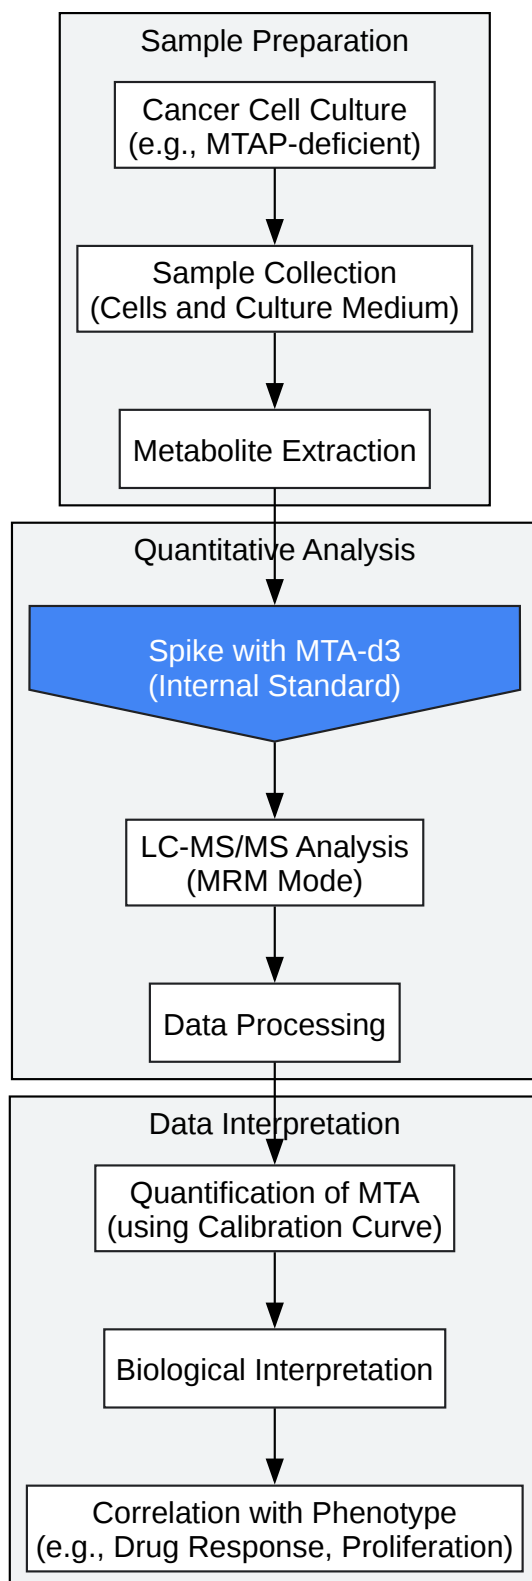 Sample Preparation
Cancer Cell Culture
(e.g., MTAP-deficient)
Sample Collection
(Cells and Culture Medium)
Metabolite Extraction
Quantitative Analysis
Spike with MTA-d3
(Internal Standard)
LC-MS/MS Analysis
(MRM Mode)
Data Processing
Data Interpretation
Quantification of MTA
(using Calibration Curve)
Biological Interpretation
Correlation with Phenotype
(e.g., Drug Response, Proliferation)